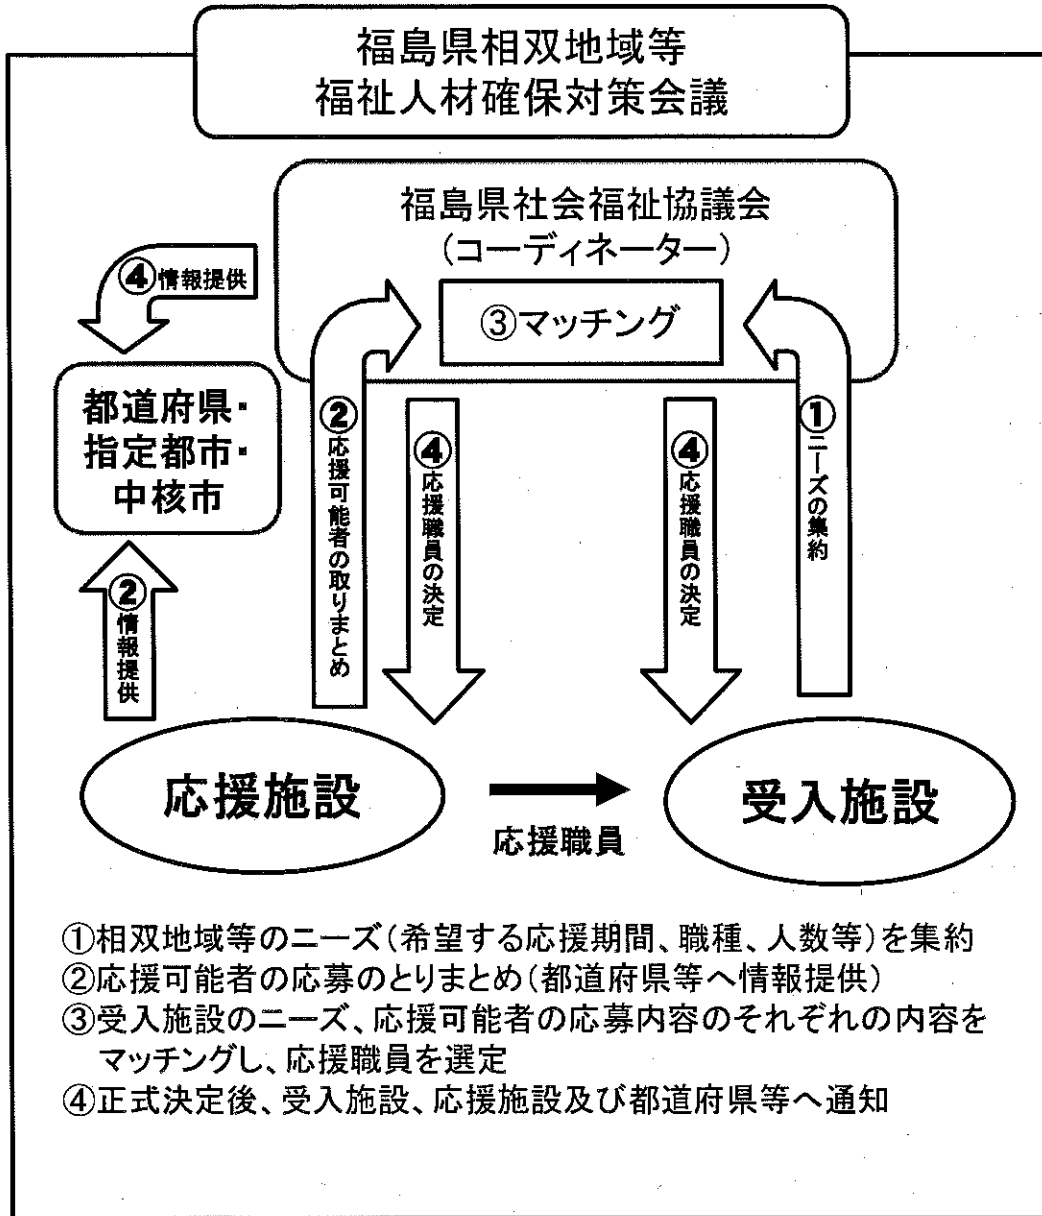 福島県相双地域等
福祉人材確保対策会議
福島県社会福祉協議会
(コーディネーター)
③マッチング
④情報提供
都道府県・
指定都市・
中核市
②情報提供
②応援可能者の取りまとめ
④応援職員の決定
④応援職員の決定
①ニーズの集約
応援施設
応援職員
受入施設
①相双地域等のニーズ(希望する応援期間、職種、人数等)を集約
②応援可能者の応募のとりまとめ(都道府県等へ情報提供)
③受入施設のニーズ、応援可能者の応募内容のそれぞれの内容を
マッチングし、応援職員を選定
④正式決定後、受入施設、応援施設及び都道府県等へ通知